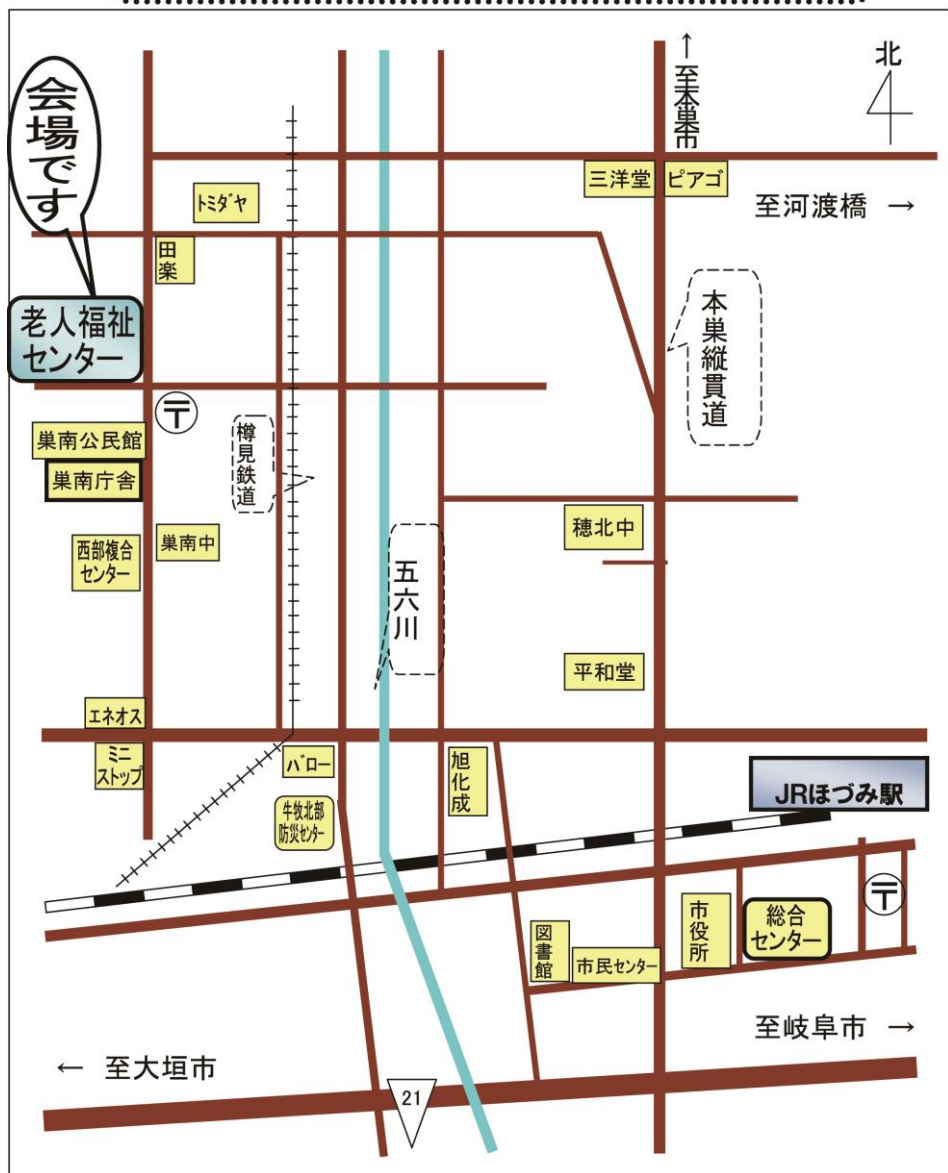 北
↑至本巣市
会場です
三洋堂
ピアゴ
トミダヤ
至河渡橋 →
田楽
老人福祉
センター
本巣縦貫道
〒
巣南公民館
樽見鉄道
巣南庁舎
穂北中
巣南中
西部複合
センター
五六川
平和堂
エネオス
ミニ
ストップ
バロー
旭化成
JRほづみ駅
牛牧北部
防災センター
〒
市役所
総合
センター
図書館
市民センター
至岐阜市 →
← 至大垣市
21